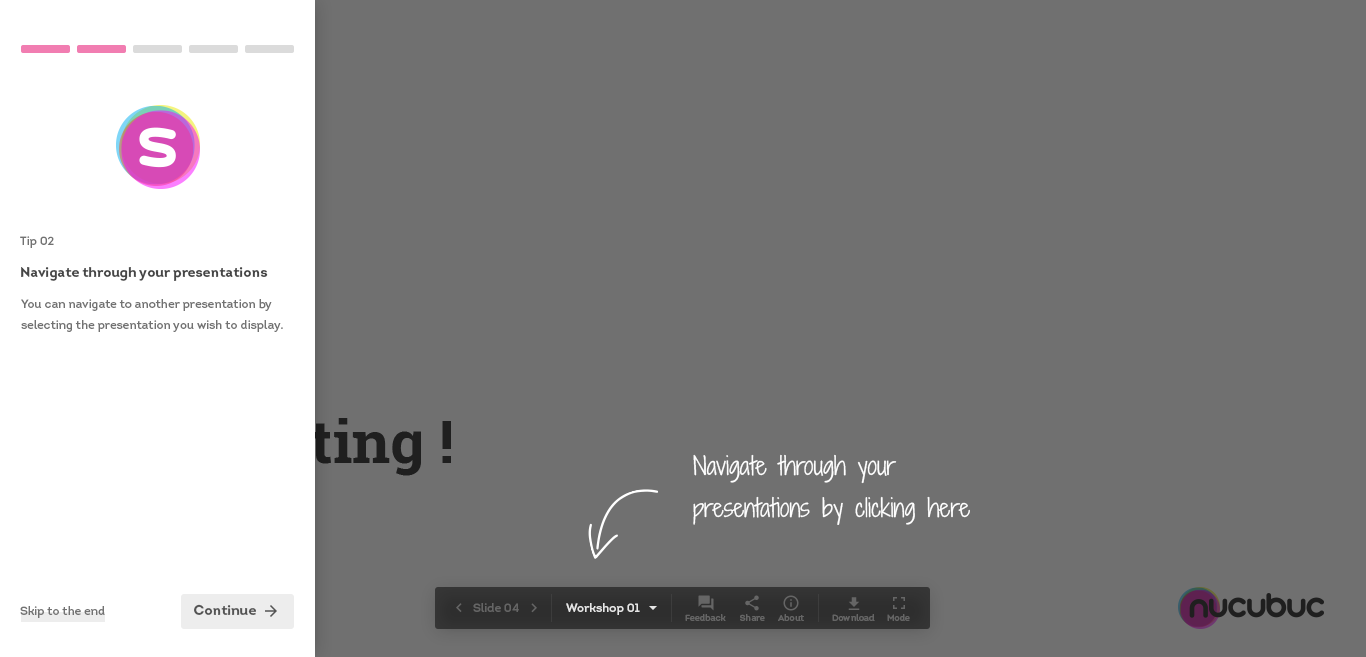 s
Tip 02
Navigate through your presentations
You can navigate to another presentation by
selecting the presentation you wish to display.
Skip to the end
Continue
ting !
Navigate through your
presentations by clicking here
Slide 04
Workshop 01
Feedback
Share
About
Download
Mode
nucubuc